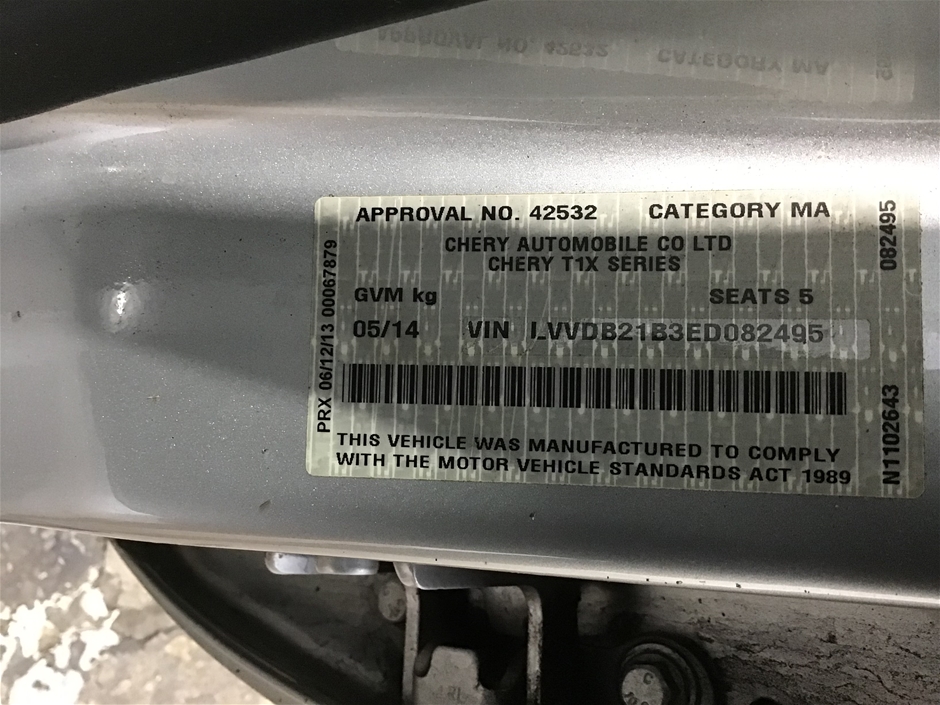 APPROVAL NO. 42532 CATEGORY MA
CHERY AUTOMOBILE CO LTD
CHERY T1X SERIES
GVM kg SEATS 5
05/14 VIN LVVDB21B3ED082495
THIS VEHICLE WAS MANUFACTURED TO COMPLY
WITH THE MOTOR VEHICLE STANDARDS ACT 1989
PRX 06/12/13 00067879
082495
N1102643